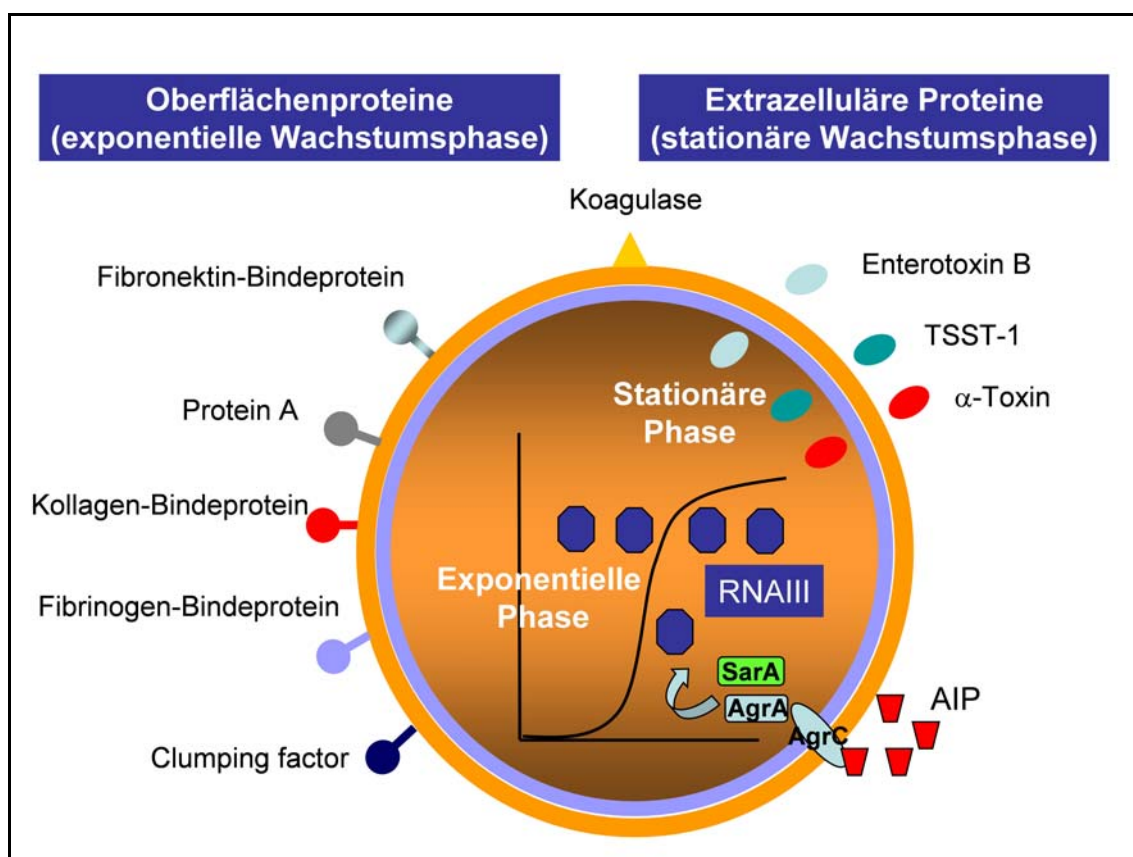 Oberflächenproteine
(exponentielle Wachstumsphase)
Extrazelluläre Proteine
(stationäre Wachstumsphase)
Koagulase
Fibronektin-Bindeprotein
Enterotoxin B
TSST-1
α-Toxin
Protein A
Stationäre
Phase
Kollagen-Bindeprotein
Exponentielle
Phase
RNAIII
Fibrinogen-Bindeprotein
SarA
AgrA
AgrC
AIP
Clumping factor